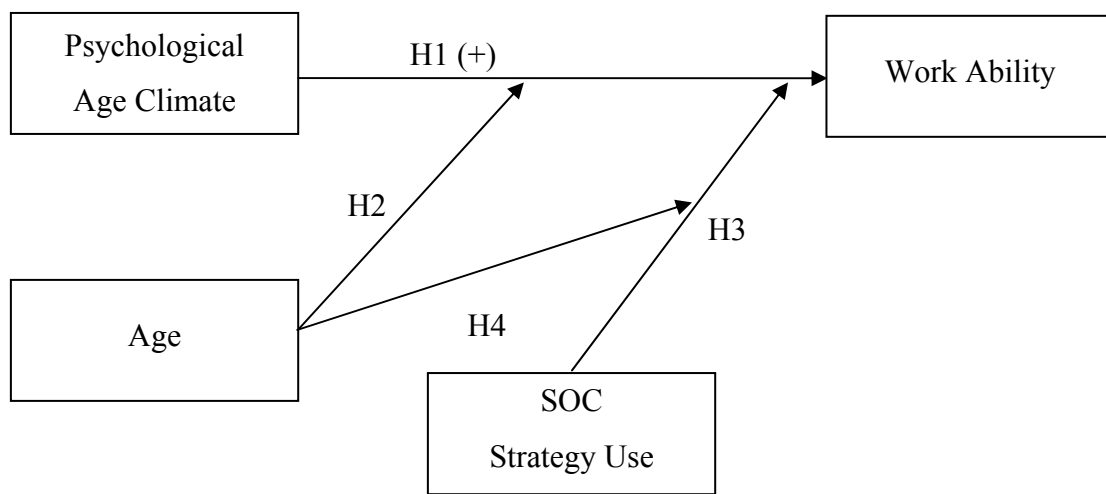 Psychological
Age Climate
H1 (+)
Work Ability
H2
H3
Age
H4
SOC
Strategy Use